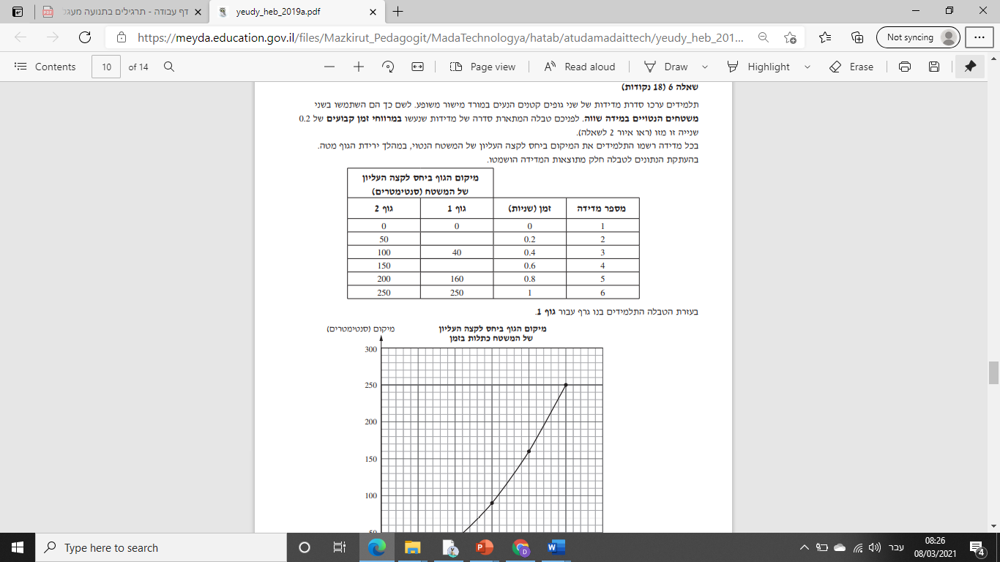 דף עבודה - תרגילים בתנועה מעגל
yeudy_heb_2019a.pdf
https://meyda.education.gov.il/files/Mazkirut_Pedagogit/MadaTechnologya/hatab/atudamadaittech/yeudy_heb_201...
Not syncing
Contents 10 of 14 Page view Read aloud Draw Highlight Erase
שאלה 6 (18 נקודות)
תלמידים ערכו סדרת מדידות של שני גופים קטנים הנעים במורד מישור משופע. לשם כך הם השתמשו בשני
משטחים הנטויים במידה שווה. לפניכם טבלה המתארת סדרה של מדידות שנעשו במרווחי זמן קבועים של 0.2
שנייה זו מזו (ראו איור 2 לשאלה).
בכל מדידה רשמו התלמידים את המיקום ביחס לקצה העליון של המשטח הנטוי, במהלך ירידת הגוף מטה.
בהעתקת הנתונים לטבלה חלק מתוצאות המדידה הושמטו.
מיקום הגוף ביחס לקצה העליון
של המשטח (סנטימטרים)
מספר מדידה זמן (שניות) גוף 1 גוף 2
1 0 0 0
2 0.2 50
3 0.4 40 100
4 0.6 150
5 0.8 160 200
6 1 250 250
בעזרת הטבלה התלמידים בנו גרף עבור גוף 1.
מיקום הגוף ביחס לקצה העליון
של המשטח כתלות בזמן
מיקום (סנטימטרים)
300
250
200
150
100
50
Type here to search
עבר
08:26
08/03/2021
4